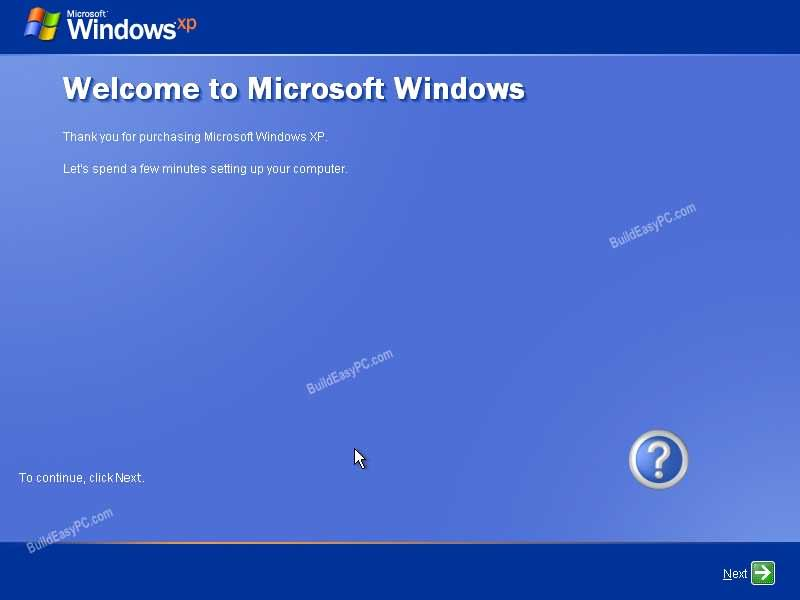 Microsoft
Windows xp
Welcome to Microsoft Windows
Thank you for purchasing Microsoft Windows XP.
Let's spend a few minutes setting up your computer.
BuildEasyPC.com
BuildEasyPC.com
?
To continue, click Next.
BuildEasyPC.com
Next